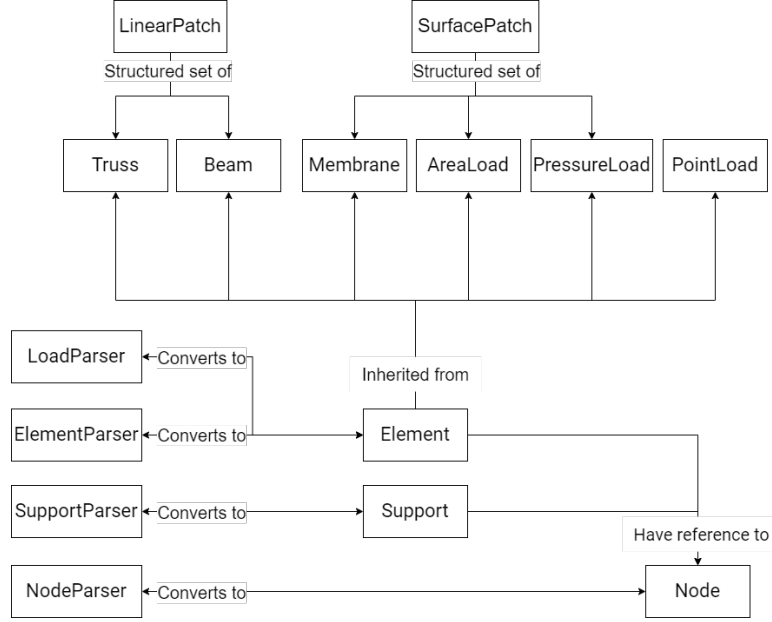 LinearPatch
SurfacePatch
Structured set of
Structured set of
Truss
Beam
Membrane
AreaLoad
PressureLoad
PointLoad
LoadParser
Converts to
Inherited from
ElementParser
Converts to
Element
SupportParser
Converts to
Support
Have reference to
NodeParser
Converts to
Node